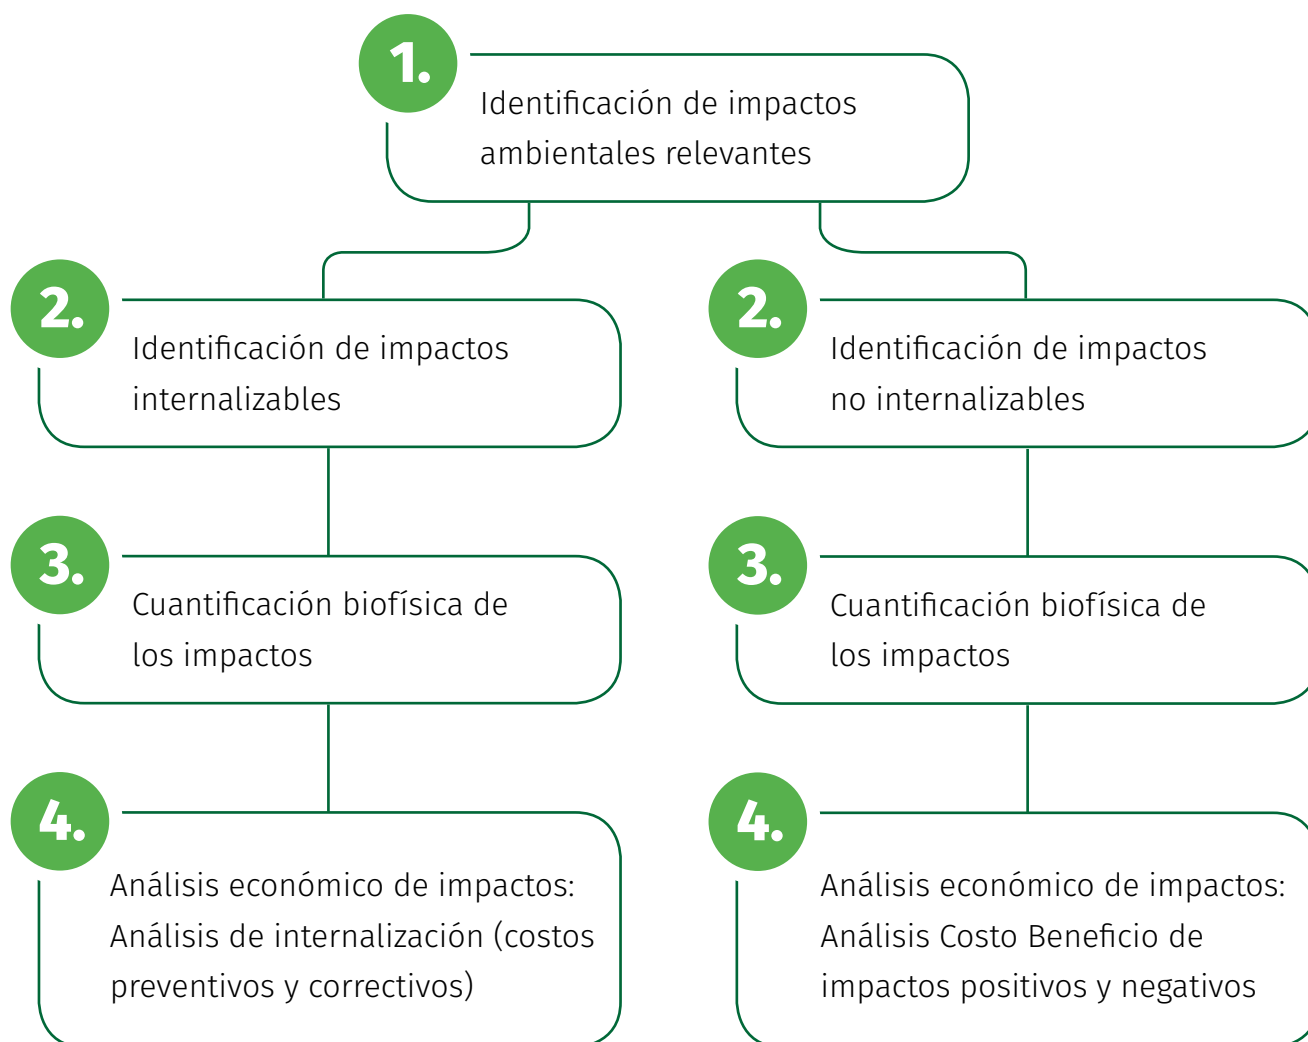 1.
Identificación de impactos
ambientales relevantes
2.
Identificación de impactos
internalizables
2.
Identificación de impactos
no internalizables
3.
Cuantificación biofísica de
los impactos
3.
Cuantificación biofísica de
los impactos
4.
Análisis económico de impactos:
Análisis de internalización (costos
preventivos y correctivos)
4.
Análisis económico de impactos:
Análisis Costo Beneficio de
impactos positivos y negativos